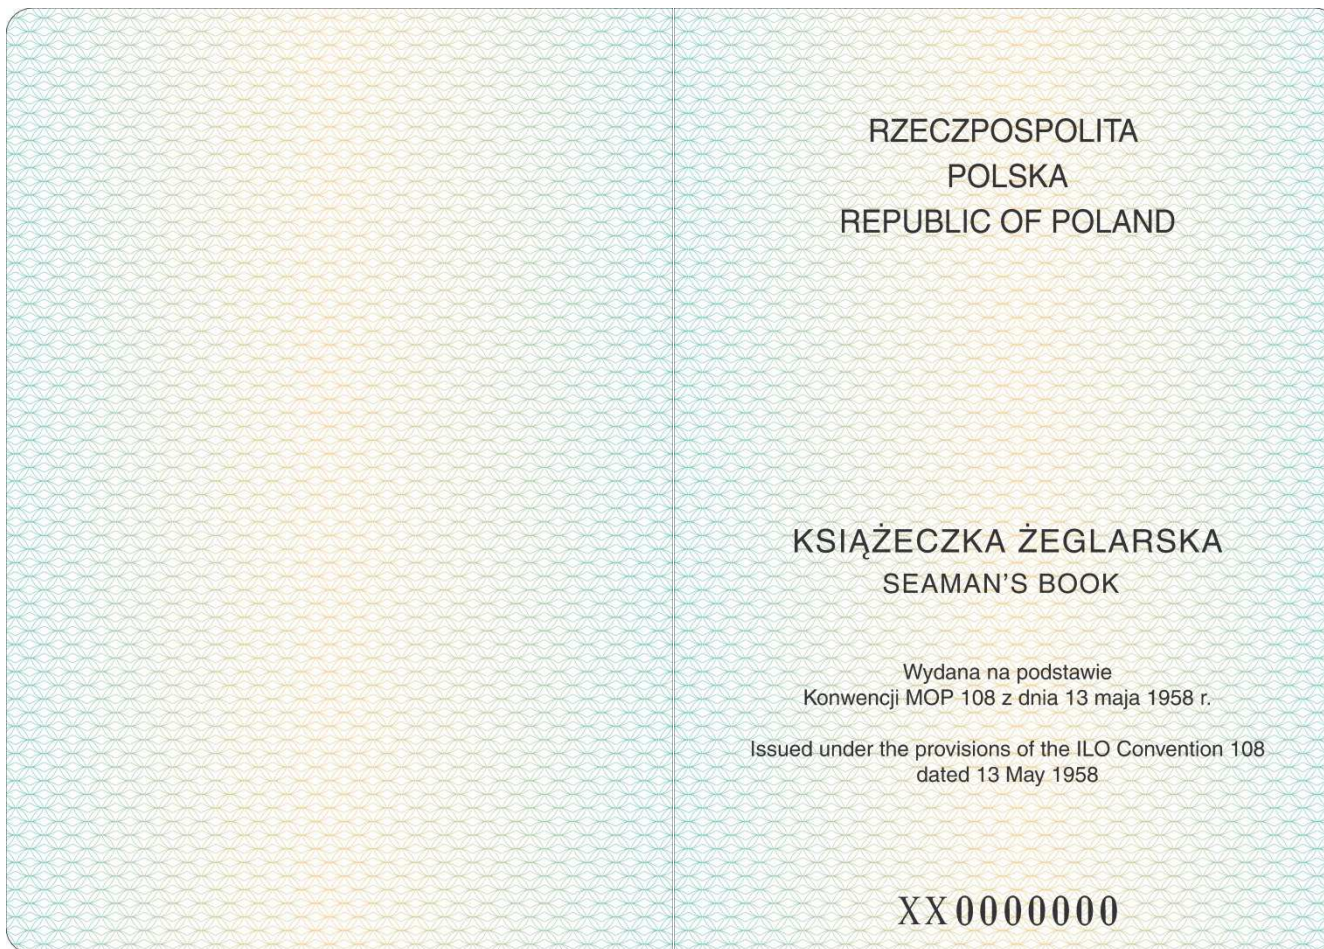 RZECZPOSPOLITA
POLSKA
REPUBLIC OF POLAND
KSIĄŻECZKA ŻEGLARSKA
SEAMAN'S BOOK
Wydana na podstawie
Konwencji MOP 108 z dnia 13 maja 1958 r.
Issued under the provisions of the ILO Convention 108
dated 13 May 1958
XX0000000